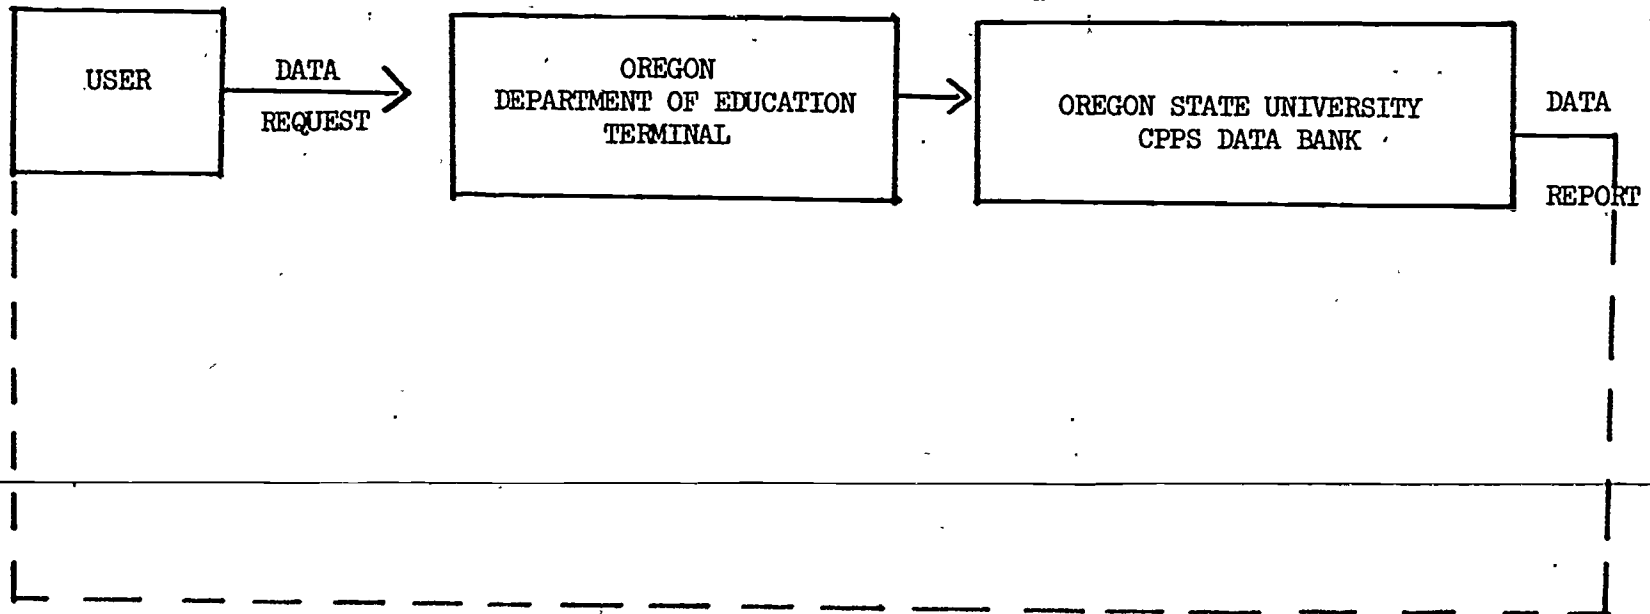 USER
DATA
REQUEST
OREGON
DEPARTMENT OF EDUCATION
TERMINAL
OREGON STATE UNIVERSITY
CPPS DATA BANK
DATA
REPORT